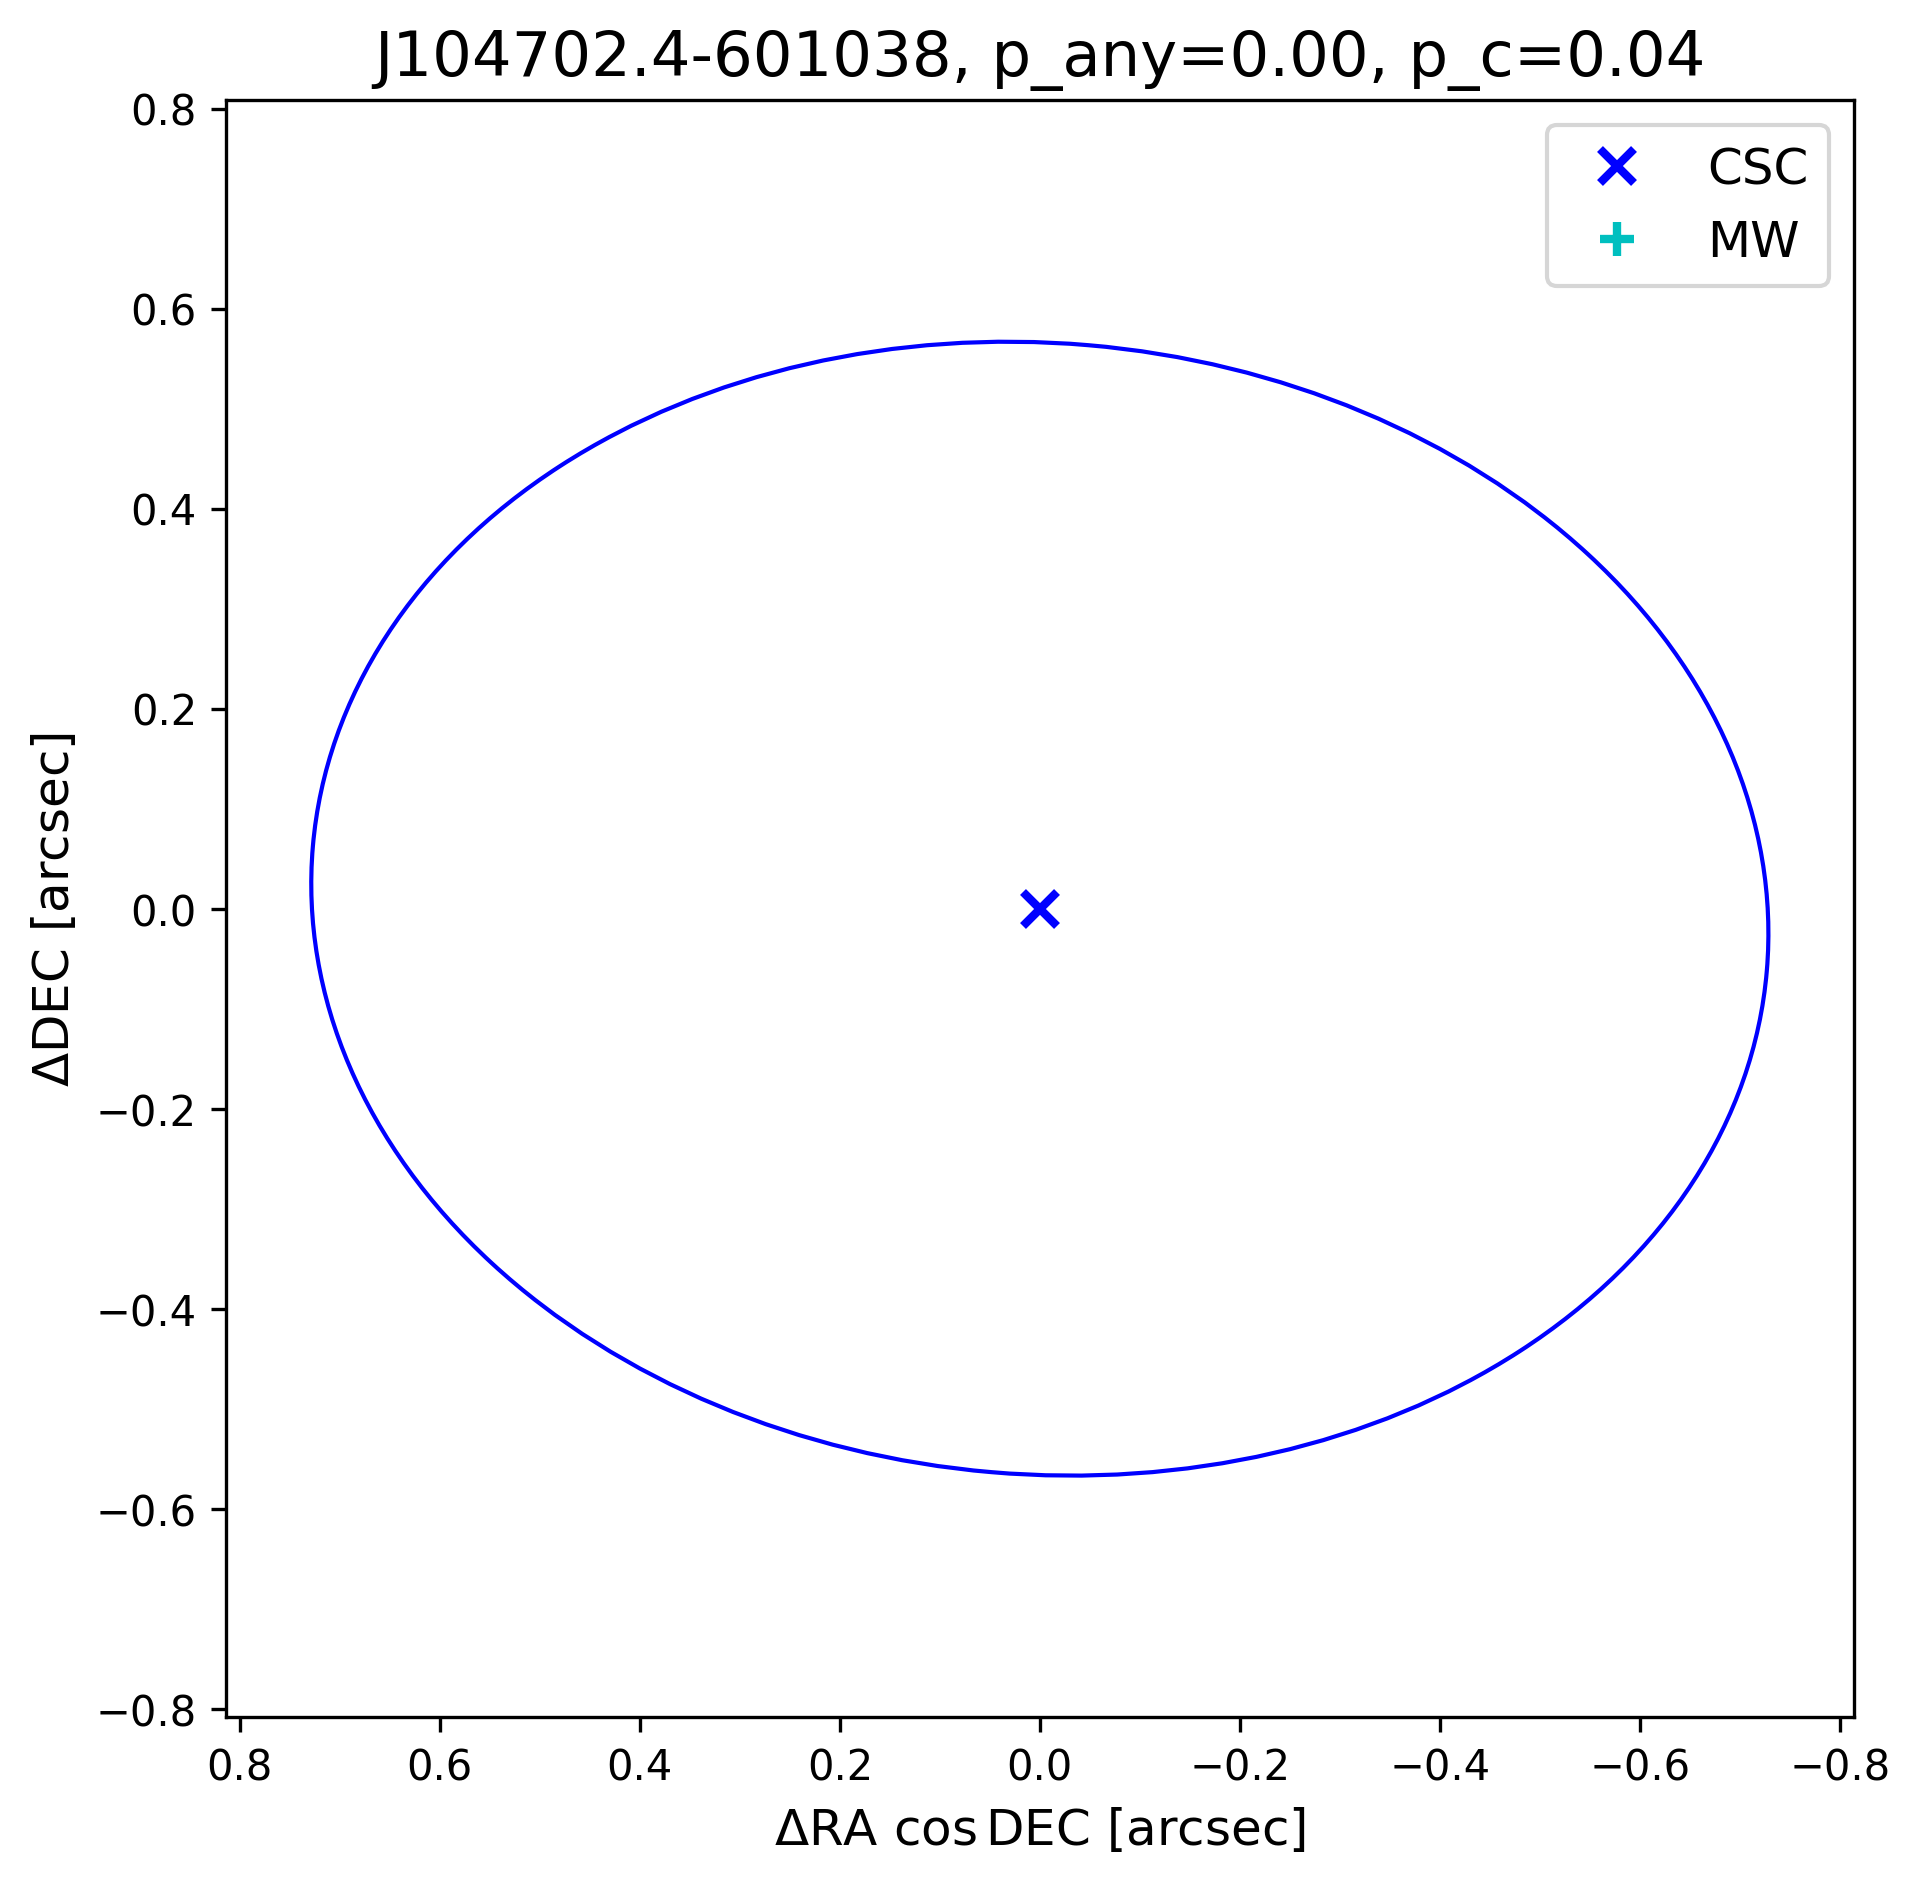 J104702.4-601038, p_any=0.00, p_c=0.04
CSC
MW
0.8
0.6
0.4
0.2
0.0
−0.2
−0.4
−0.6
−0.8
ΔDEC [arcsec]
0.8 0.6 0.4 0.2 0.0 −0.2 −0.4 −0.6 −0.8
ΔRA cos DEC [arcsec]